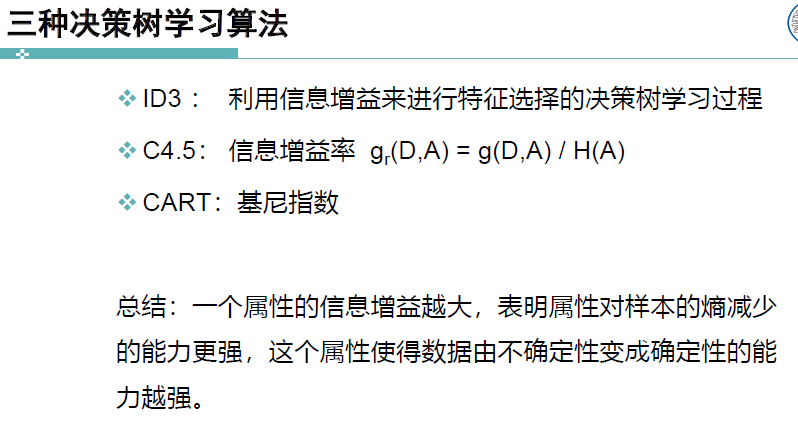 三种决策树学习算法
ID3： 利用信息增益来进行特征选择的决策树学习过程
C4.5： 信息增益率 gr(D,A) = g(D,A) / H(A)
CART：基尼指数
总结：一个属性的信息增益越大，表明属性对样本的熵减少
的能力更强，这个属性使得数据由不确定性变成确定性的能
力越强。